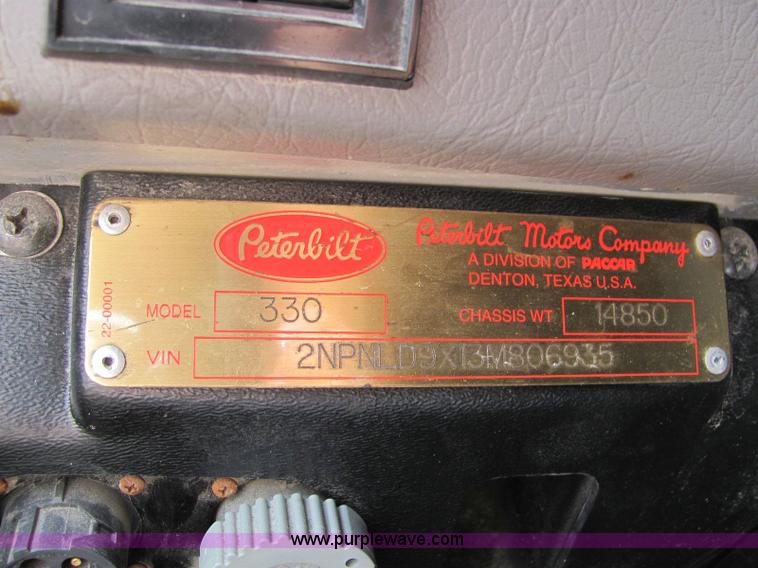 Peterbilt
Peterbilt Motors Company
A DIVISION OF PACCAR
DENTON, TEXAS U.S.A.
22-00001
MODEL 330 CHASSIS WT 14850
VIN 2NPNLD9X13M806935
www.purplewave.com